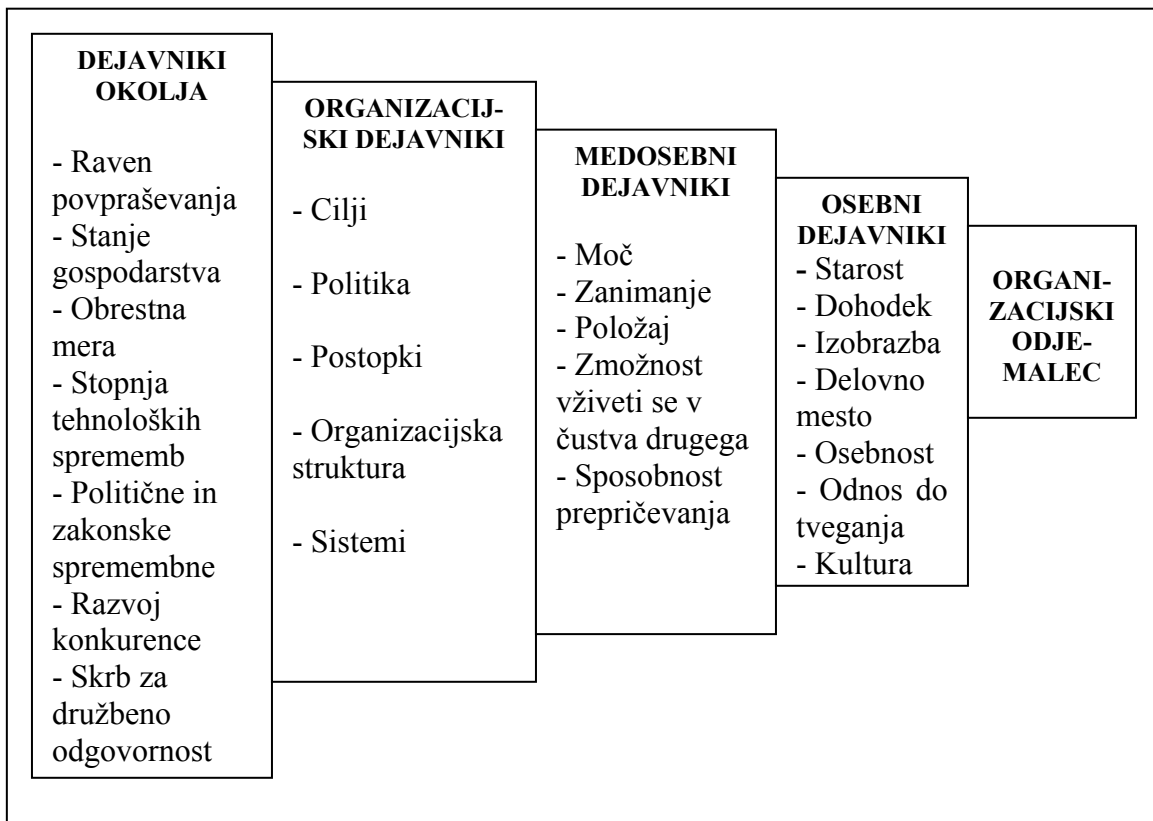 DEJAVNIKI
OKOLJA
- Raven
povpraševanja
- Stanje
gospodarstva
- Obrestna
mera
- Stopnja
tehnoloških
sprememb
- Politične in
zakonske
spremembne
- Razvoj
konkurence
- Skrb za
družbeno
odgovornost
ORGANIZACIJ-
SKI DEJAVNIKI
- Cilji
- Politika
- Postopki
- Organizacijska
struktura
- Sistemi
MEDOSEBNI
DEJAVNIKI
- Moč
- Zanimanje
- Položaj
- Zmožnost
vživeti se v
čustva drugega
- Sposobnost
prepričevanja
OSEBNI
DEJAVNIKI
- Starost
- Dohodek
- Izobrazba
- Delovno
mesto
- Osebnost
- Odnos do
tveganja
- Kultura
ORGANI-
ZACIJSKI
ODJE-
MALEC